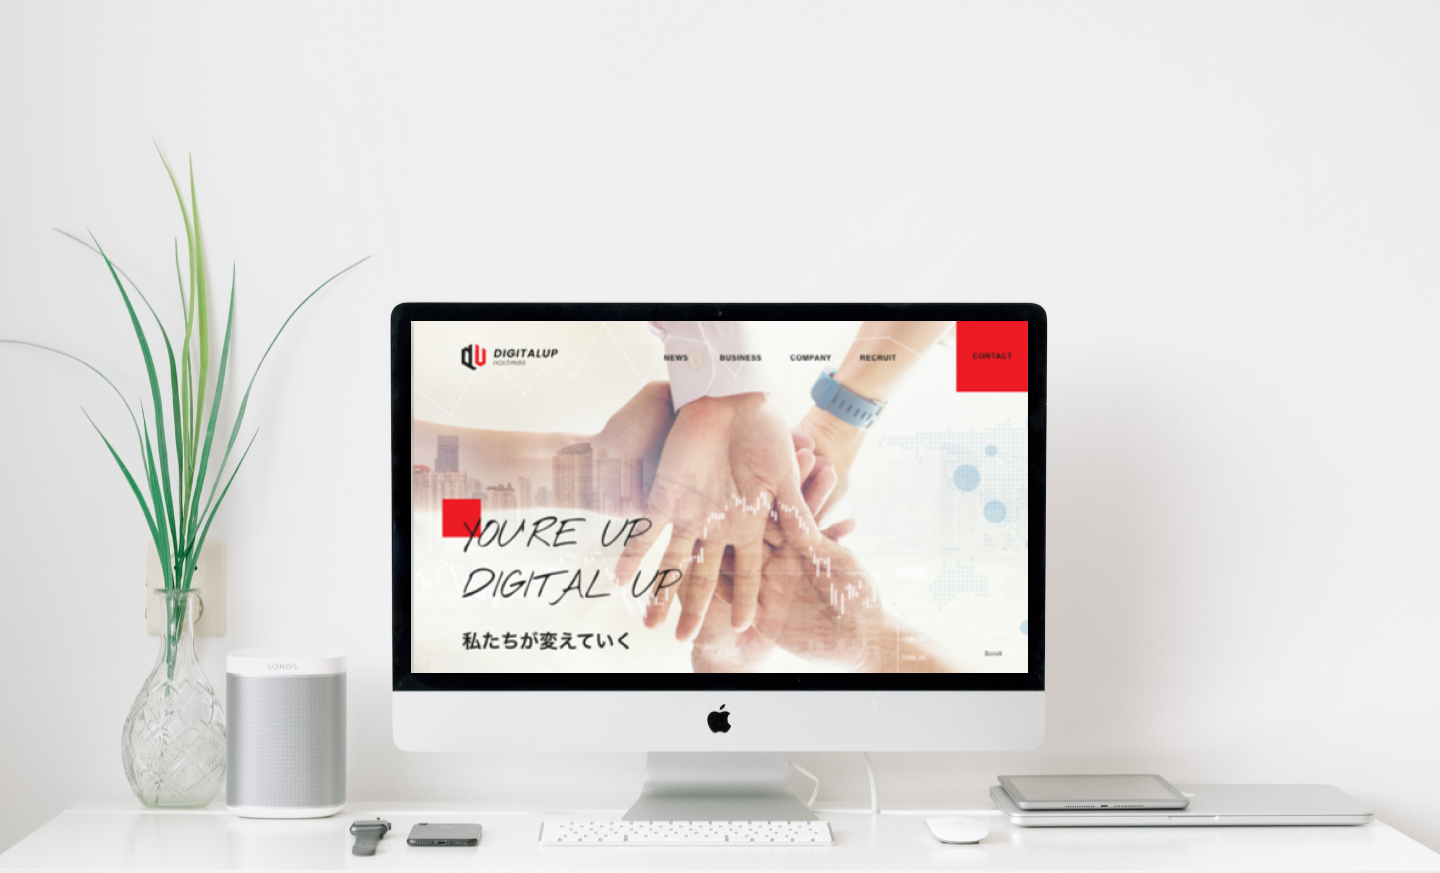 DIGITALUP
HOLDINGS
NEWS
BUSINESS
COMPANY
RECRUIT
CONTACT
YOU'RE UP
DIGITAL UP
私たちが変えていく
Scroll
SONOS